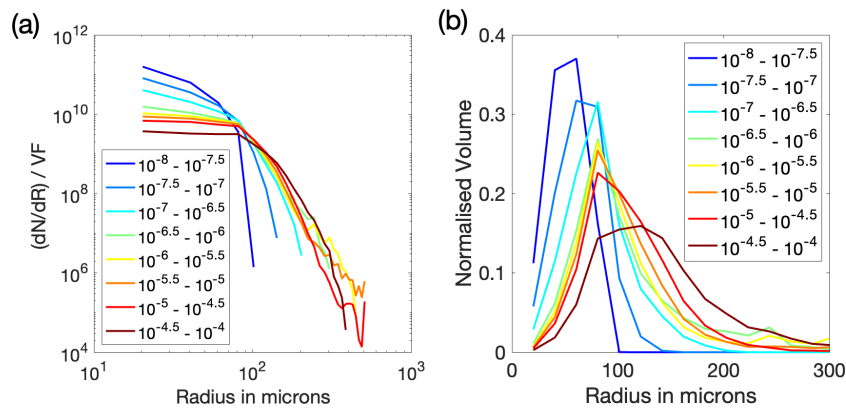 (a)
(dN/dR) / VF
10^12
10^10
10^8
10^6
10^4
10^-8 - 10^-7.5
10^-7.5 - 10^-7
10^-7 - 10^-6.5
10^-6.5 - 10^-6
10^-6 - 10^-5.5
10^-5.5 - 10^-5
10^-5 - 10^-4.5
10^-4.5 - 10^-4
10^1
10^2
10^3
Radius in microns
(b)
Normalised Volume
0.4
0.3
0.2
0.1
0
10^-8 - 10^-7.5
10^-7.5 - 10^-7
10^-7 - 10^-6.5
10^-6.5 - 10^-6
10^-6 - 10^-5.5
10^-5.5 - 10^-5
10^-5 - 10^-4.5
10^-4.5 - 10^-4
0
100
200
300
Radius in microns